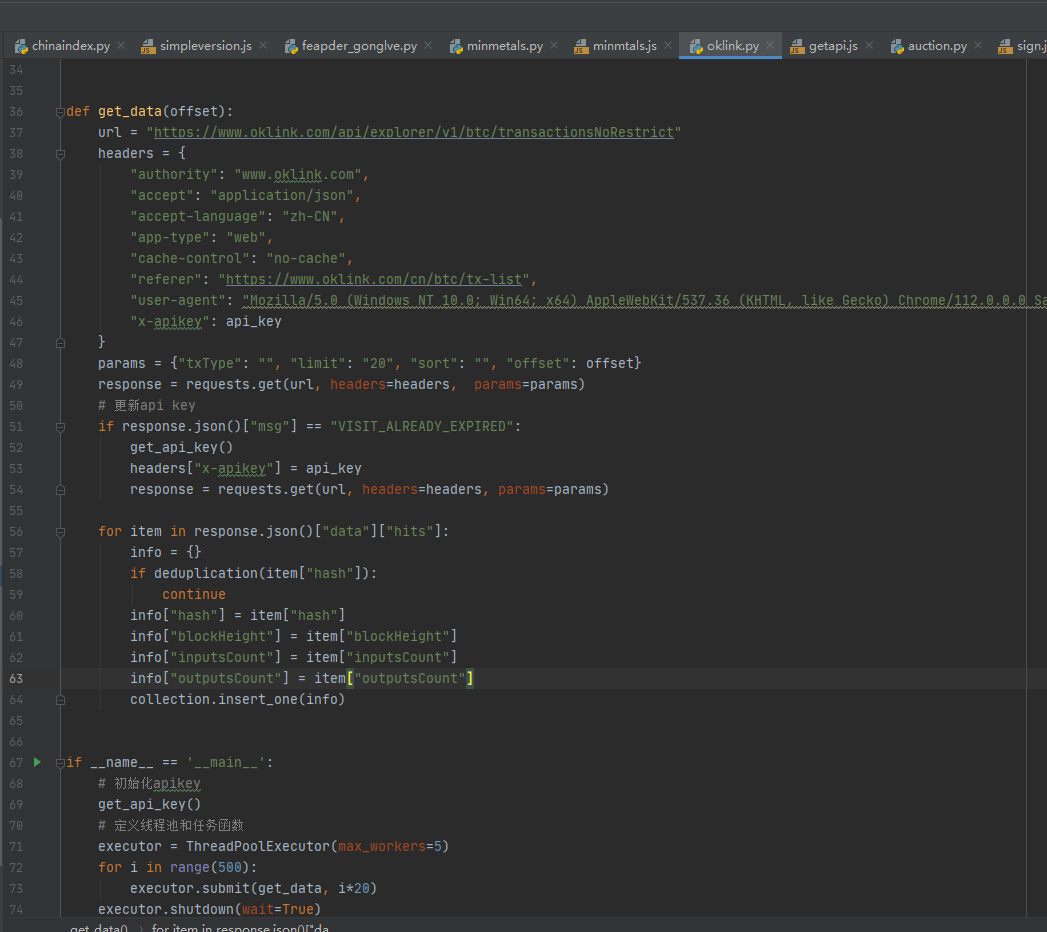 chinaindex.py simpleversion.js feapder_gonglve.py minmetals.py minmtals.js oklink.py getapi.js auction.py sign.j
34
35
36 def get_data(offset):
37 url = "https://www.oklink.com/api/explorer/v1/btc/transactionsNoRestrict"
38 headers = {
39 "authority": "www.oklink.com",
40 "accept": "application/json",
41 "accept-language": "zh-CN",
42 "app-type": "web",
43 "cache-control": "no-cache",
44 "referer": "https://www.oklink.com/cn/btc/tx-list",
45 "user-agent": "Mozilla/5.0 (Windows NT 10.0; Win64; x64) AppleWebKit/537.36 (KHTML, like Gecko) Chrome/112.0.0.0 Sa
46 "x-apikey": api_key
47 }
48 params = {"txType": "", "limit": "20", "sort": "", "offset": offset}
49 response = requests.get(url, headers=headers,  params=params)
50 # 更新api key
51 if response.json()["msg"] == "VISIT_ALREADY_EXPIRED":
52 get_api_key()
53 headers["x-apikey"] = api_key
54 response = requests.get(url, headers=headers, params=params)
55
56 for item in response.json()["data"]["hits"]:
57 info = {}
58 if deduplication(item["hash"]):
59 continue
60 info["hash"] = item["hash"]
61 info["blockHeight"] = item["blockHeight"]
62 info["inputsCount"] = item["inputsCount"]
63 info["outputsCount"] = item["outputsCount"]
64 collection.insert_one(info)
65
66
67 if __name__ == '__main__':
68 # 初始化apikey
69 get_api_key()
70 # 定义线程池和任务函数
71 executor = ThreadPoolExecutor(max_workers=5)
72 for i in range(500):
73 executor.submit(get_data, i*20)
74 executor.shutdown(wait=True)
get_data() › for item in response.json()["da